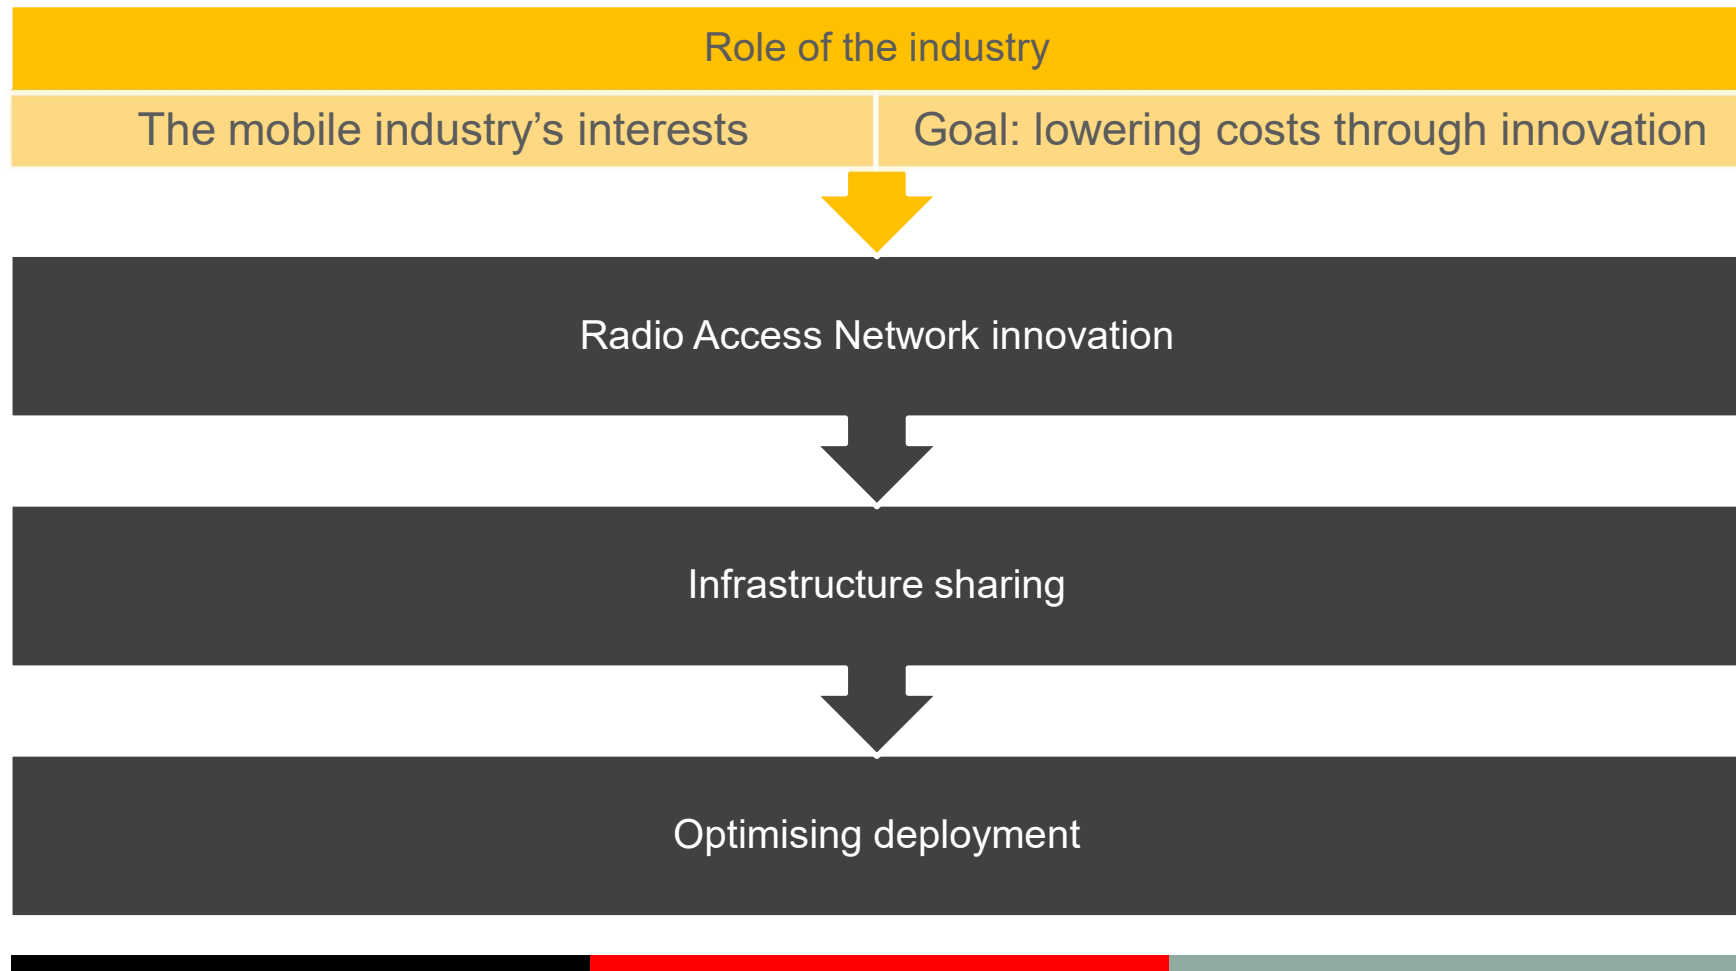 Role of the industry
The mobile industry’s interests
Goal: lowering costs through innovation
Radio Access Network innovation
Infrastructure sharing
Optimising deployment